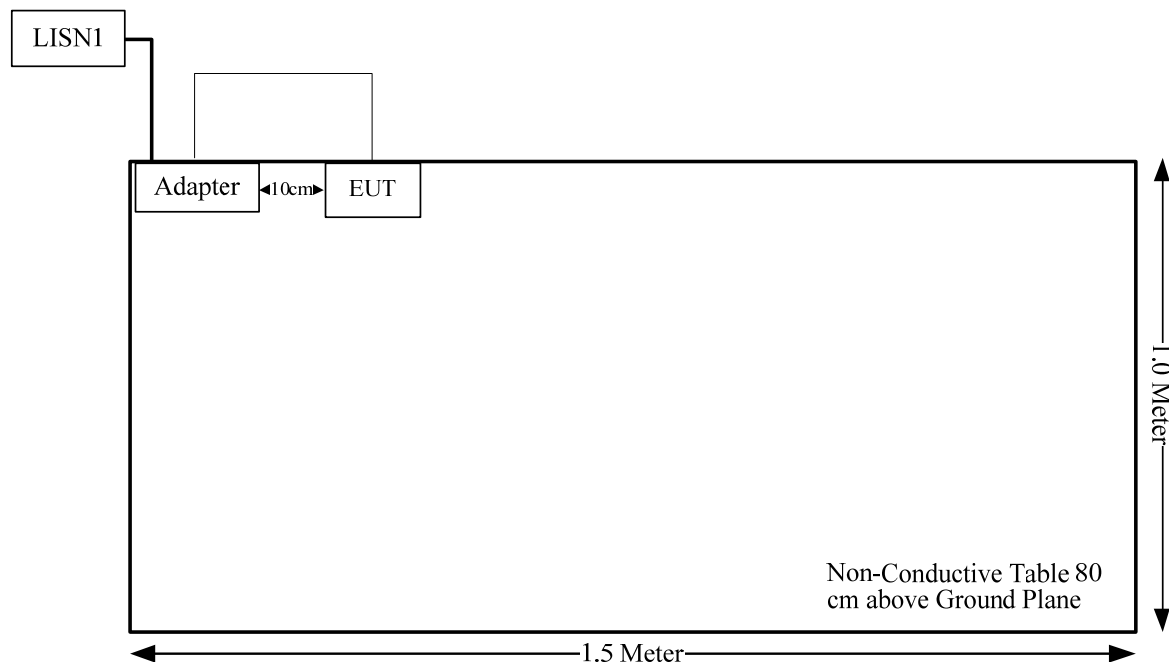 LISN1
Adapter
10cm
EUT
1.0 Meter
Non-Conductive Table 80
cm above Ground Plane
1.5 Meter